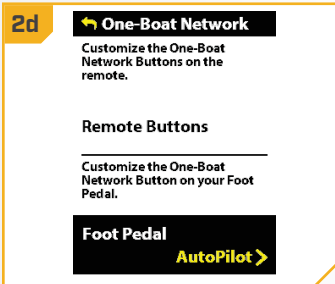 2d
One-Boat Network
Customize the One-Boat
Network Buttons on the
remote.
Remote Buttons
Customize the One-Boat
Network Button on your Foot
Pedal.
Foot Pedal
AutoPilot >